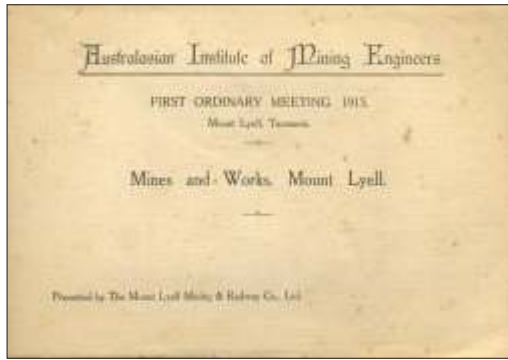 Australasian Institute of Mining Engineers
FIRST ORDINARY MEETING, 1915.
Mount Lyell, Tasmania.
Mines and Works, Mount Lyell.
Presented by The Mount Lyell Mining & Railway Co., Ltd.